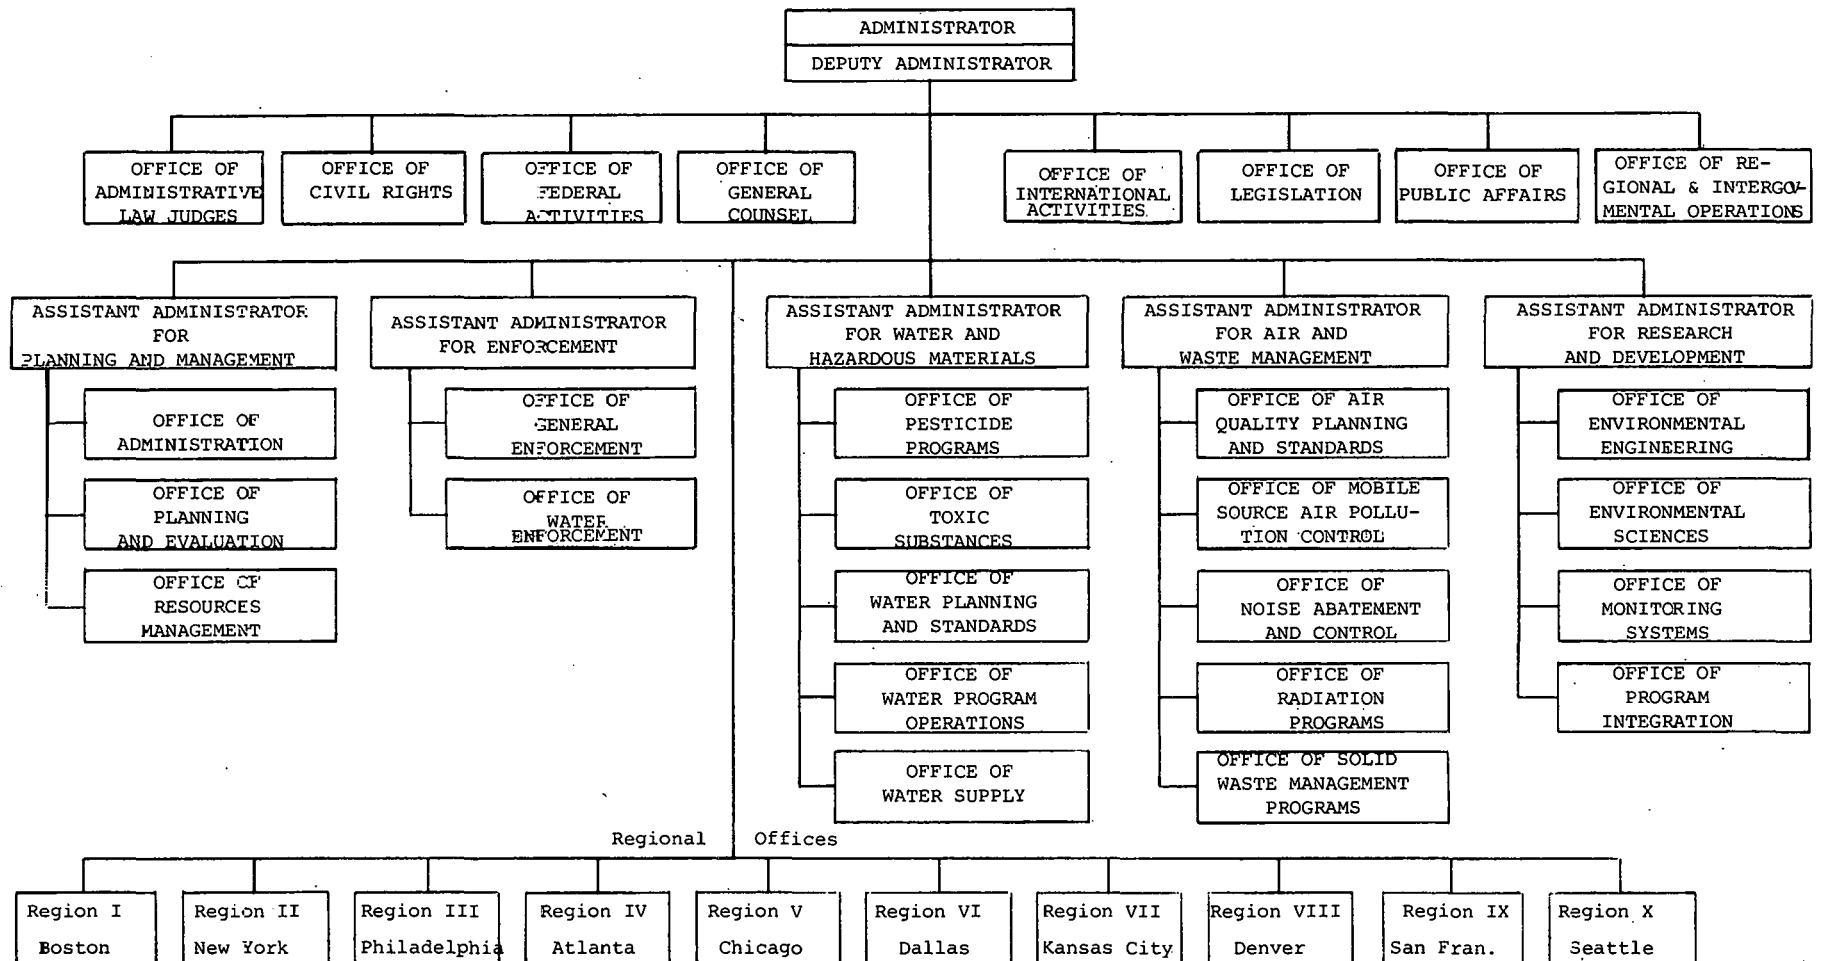 ADMINISTRATOR
DEPUTY ADMINISTRATOR
OFFICE OF
ADMINISTRATIVE
LAW JUDGES
OFFICE OF
CIVIL RIGHTS
OFFICE OF
FEDERAL
ACTIVITIES
OFFICE OF
GENERAL
COUNSEL
OFFICE OF
INTERNATIONAL
ACTIVITIES
OFFICE OF
LEGISLATION
OFFICE OF
PUBLIC AFFAIRS
OFFICE OF RE-
GIONAL & INTERGOV-
MENTAL OPERATIONS
ASSISTANT ADMINISTRATOR
FOR
PLANNING AND MANAGEMENT
OFFICE OF
ADMINISTRATION
OFFICE OF
PLANNING
AND EVALUATION
OFFICE OF
RESOURCES
MANAGEMENT
ASSISTANT ADMINISTRATOR
FOR ENFORCEMENT
OFFICE OF
GENERAL
ENFORCEMENT
OFFICE OF
WATER
ENFORCEMENT
ASSISTANT ADMINISTRATOR
FOR WATER AND
HAZARDOUS MATERIALS
OFFICE OF
PESTICIDE
PROGRAMS
OFFICE OF
TOXIC
SUBSTANCES
OFFICE OF
WATER PLANNING
AND STANDARDS
OFFICE OF
WATER PROGRAM
OPERATIONS
OFFICE OF
WATER SUPPLY
ASSISTANT ADMINISTRATOR
FOR AIR AND
WASTE MANAGEMENT
OFFICE OF AIR
QUALITY PLANNING
AND STANDARDS
OFFICE OF MOBILE
SOURCE AIR POLLU-
TION CONTROL
OFFICE OF
NOISE ABATEMENT
AND CONTROL
OFFICE OF
RADIATION
PROGRAMS
OFFICE OF SOLID
WASTE MANAGEMENT
PROGRAMS
ASSISTANT ADMINISTRATOR
FOR RESEARCH
AND DEVELOPMENT
OFFICE OF
ENVIRONMENTAL
ENGINEERING
OFFICE OF
ENVIRONMENTAL
SCIENCES
OFFICE OF
MONITORING
SYSTEMS
OFFICE OF
PROGRAM
INTEGRATION
Regional Offices
Region I
Boston
Region II
New York
Region III
Philadelphia
Region IV
Atlanta
Region V
Chicago
Region VI
Dallas
Region VII
Kansas City
Region VIII
Denver
Region IX
San Fran.
Region X
Seattle